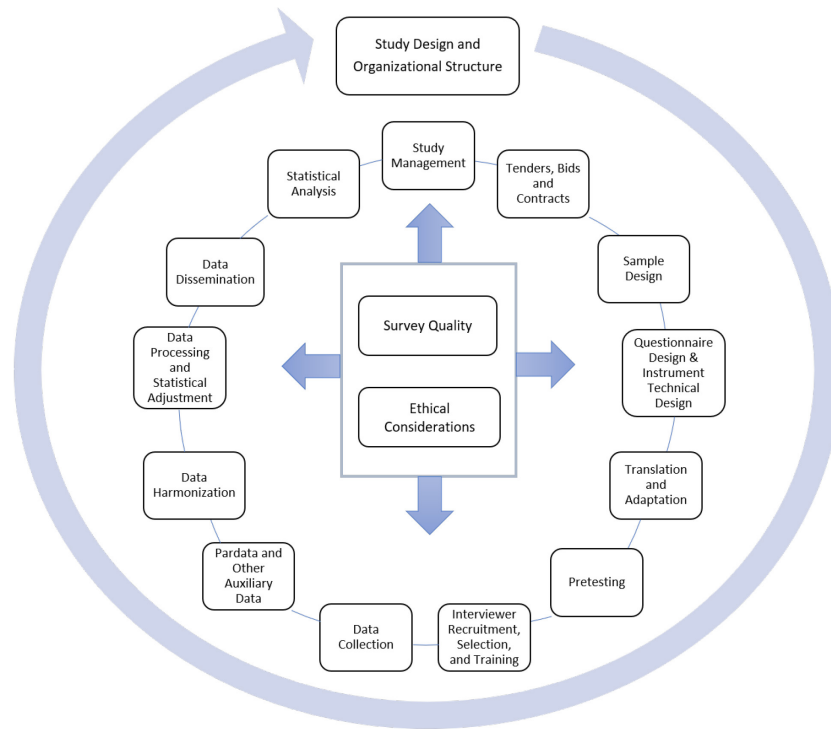 Study Design and
Organizational Structure
Study
Management
Tenders, Bids
and
Contracts
Sample
Design
Questionnaire
Design &
Instrument
Technical
Design
Translation
and
Adaptation
Pretesting
Interviewer
Recruitment,
Selection,
and Training
Data
Collection
Pardata and
Other
Auxiliary
Data
Data
Harmonization
Data
Processing
and
Statistical
Adjustment
Data
Dissemination
Statistical
Analysis
Survey Quality
Ethical
Considerations